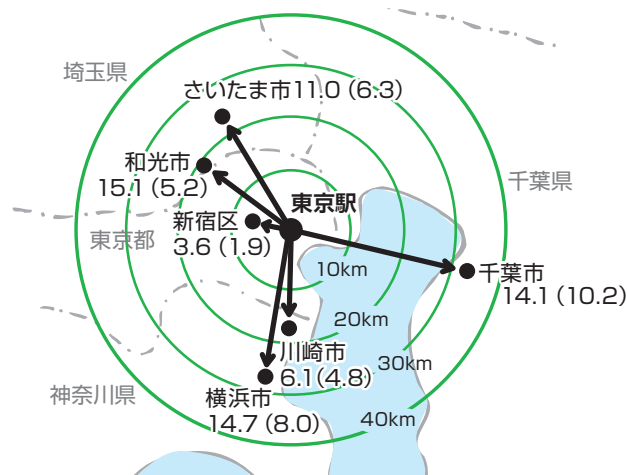 埼玉県
さいたま市11.0（6.3）
和光市
15.1（5.2）
千葉県
東京駅
新宿区
3.6（1.9）
東京都
10km
千葉市
14.1（10.2）
20km
川崎市
6.1(4.8)
30km
神奈川県
横浜市
14.7（8.0）
40km